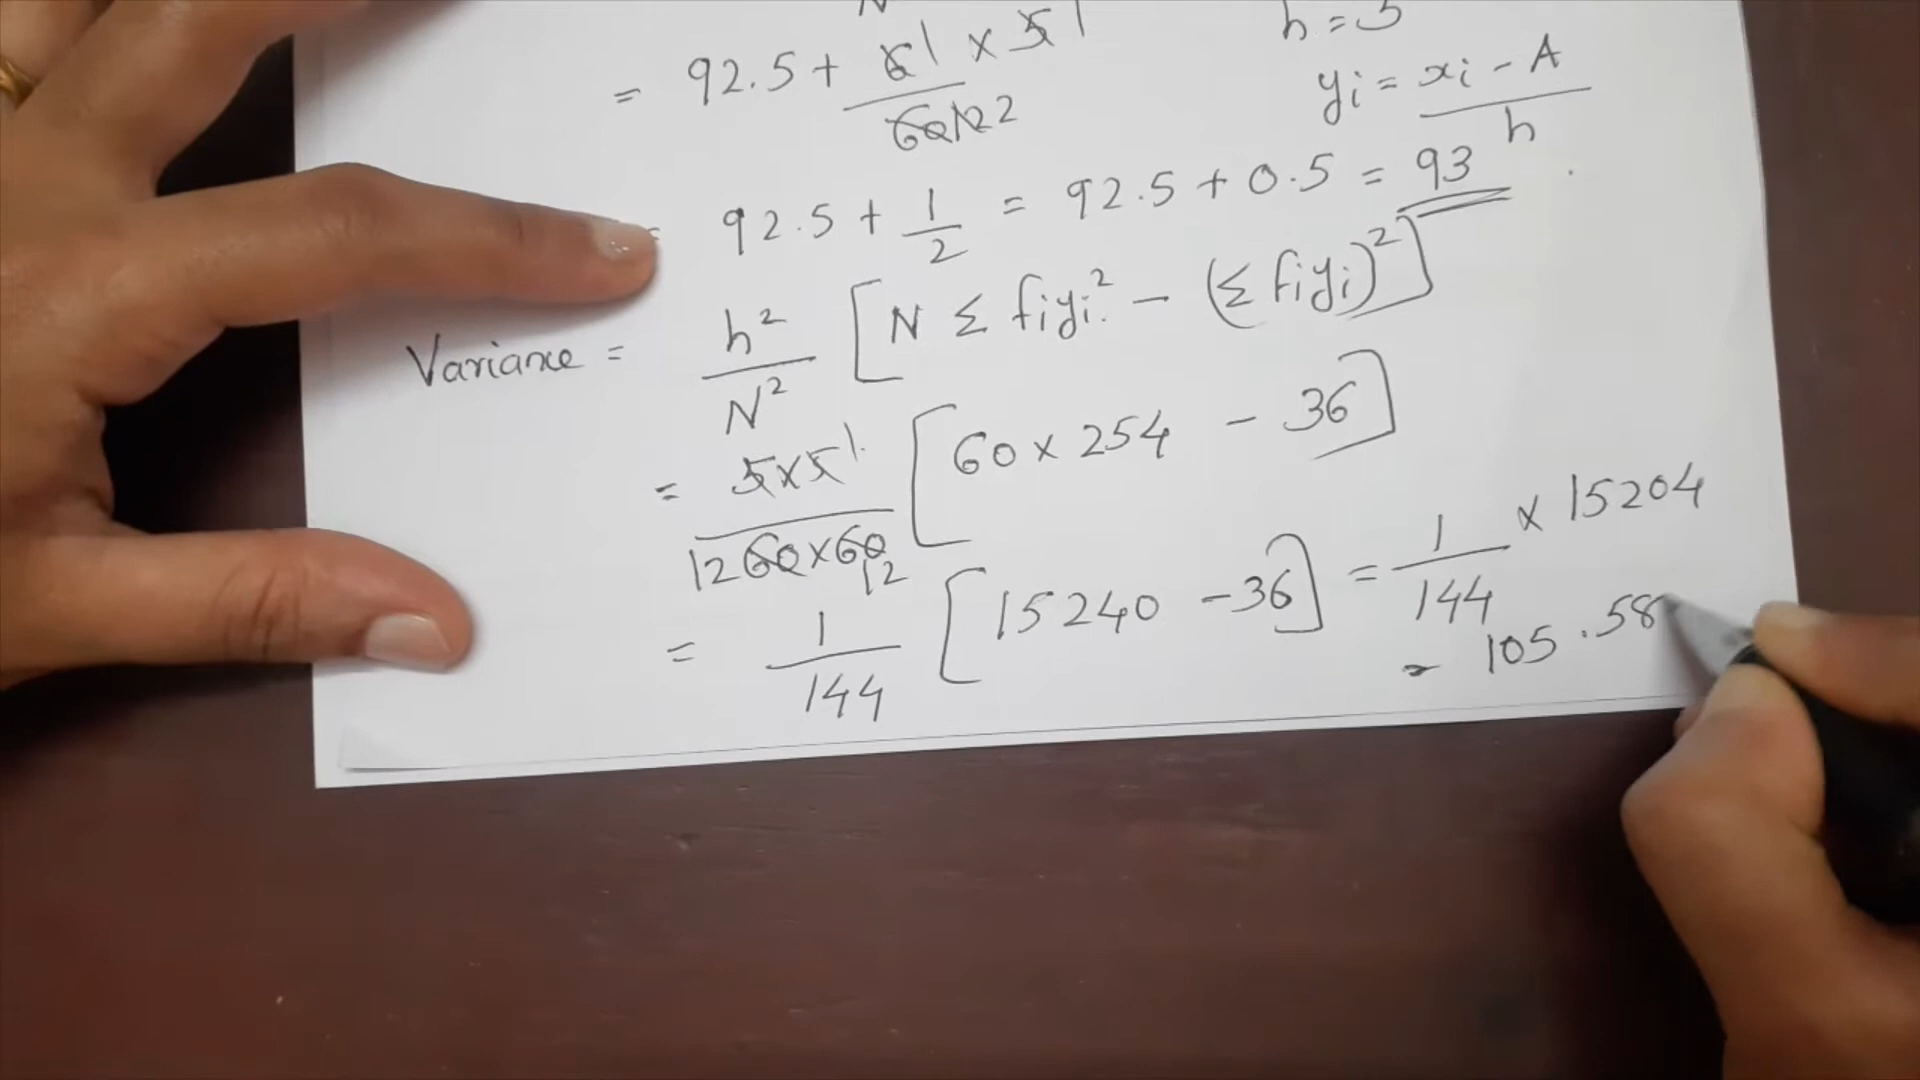 N h = 5
= 92.5 + 6 1 × 5 1 / 60 12 2
yi = xi - A / h
= 92.5 + 1/2 = 92.5 + 0.5 = 93
Variance = h² / N² [N Σ fiyi² - (Σ fiyi)²]
= 5×5 1 / 12 60×60 12 [60 × 254 - 36]
= 1/144 [15240 - 36] = 1/144 × 15204
= 105.58